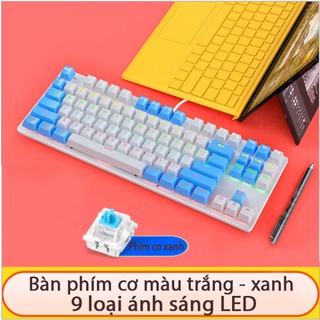 Phím cơ xanh
Bàn phím cơ màu trắng - xanh
9 loại ánh sáng LED